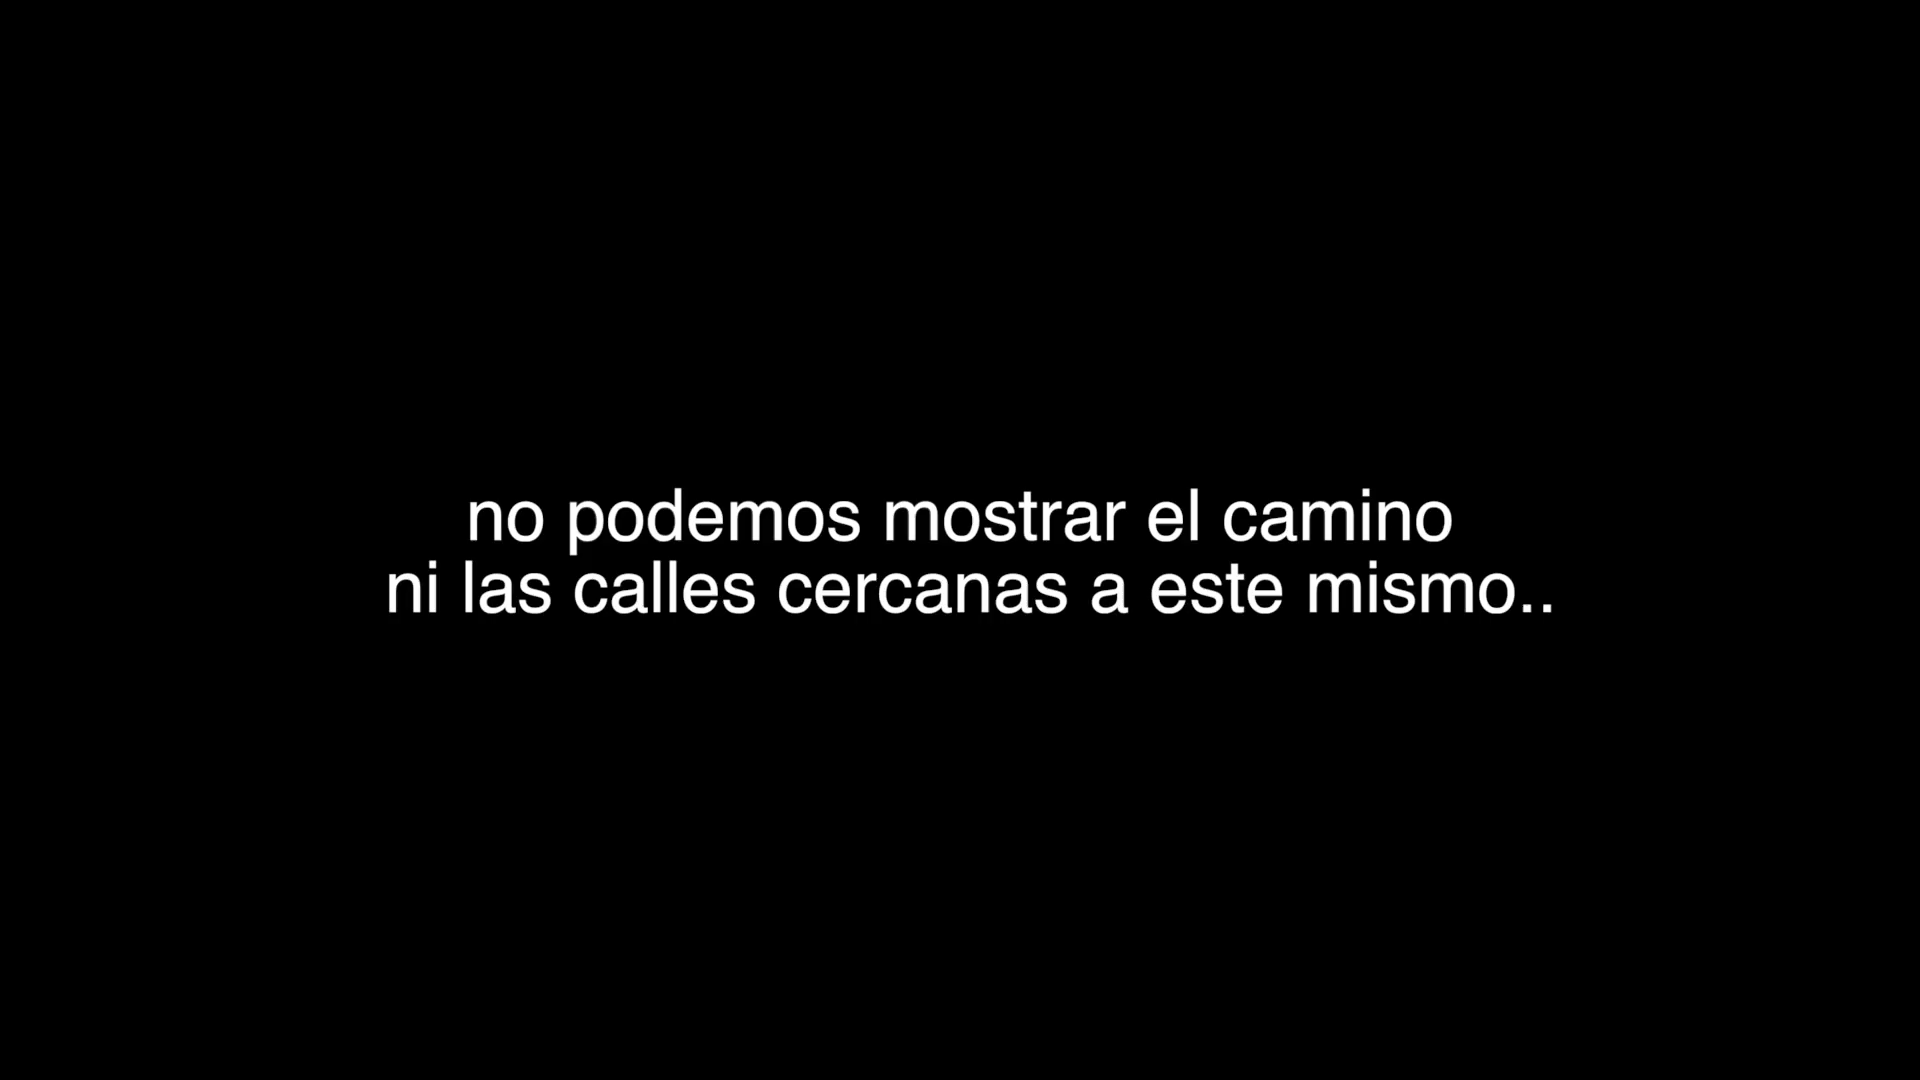 no podemos mostrar el camino
ni las calles cercanas a este mismo..